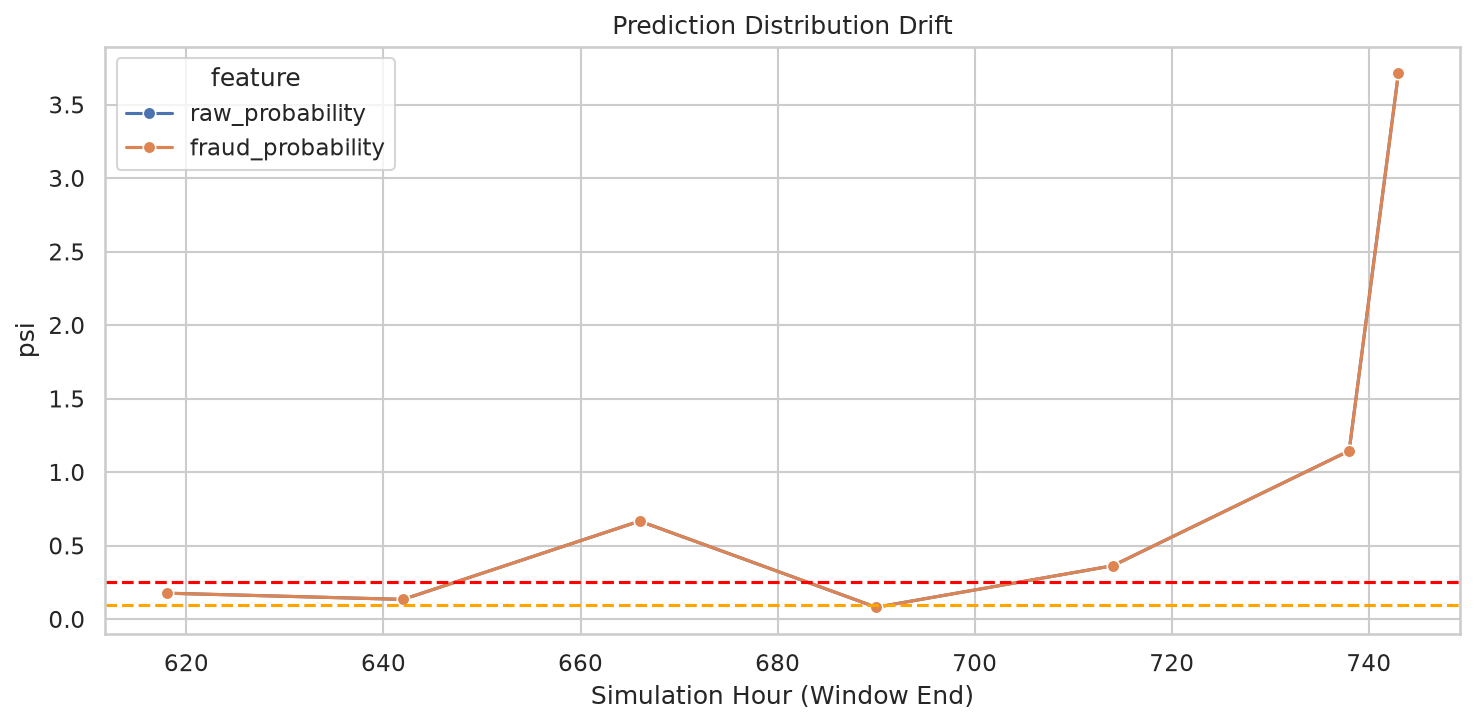 Prediction Distribution Drift
feature
raw_probability
fraud_probability
psi
3.5
3.0
2.5
2.0
1.5
1.0
0.5
0.0
620
640
660
680
700
720
740
Simulation Hour (Window End)